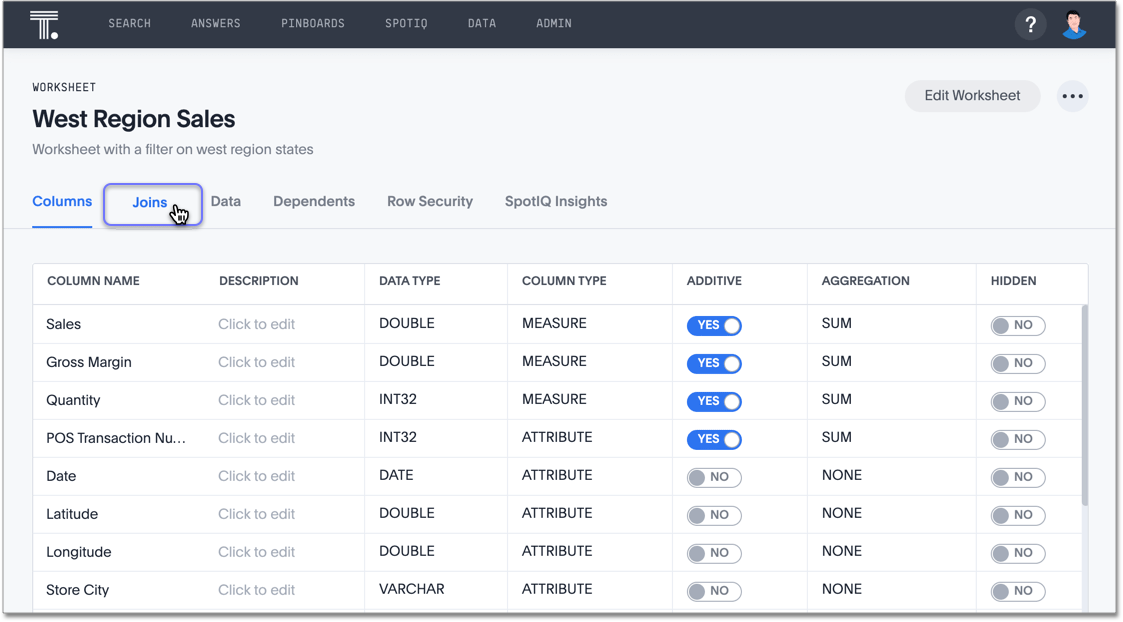 T.
SEARCH ANSWERS PINBOARDS SPOTIQ DATA ADMIN ?
WORKSHEET
West Region Sales
Edit Worksheet
Worksheet with a filter on west region states
Columns Joins Data Dependents Row Security SpotIQ Insights
COLUMN NAME DESCRIPTION DATA TYPE COLUMN TYPE ADDITIVE AGGREGATION HIDDEN
Sales Click to edit DOUBLE MEASURE YES SUM NO
Gross Margin Click to edit DOUBLE MEASURE YES SUM NO
Quantity Click to edit INT32 MEASURE YES SUM NO
POS Transaction Nu... Click to edit INT32 ATTRIBUTE YES SUM NO
Date Click to edit DATE ATTRIBUTE NO NONE NO
Latitude Click to edit DOUBLE ATTRIBUTE NO NONE NO
Longitude Click to edit DOUBLE ATTRIBUTE NO NONE NO
Store City Click to edit VARCHAR ATTRIBUTE NO NONE NO